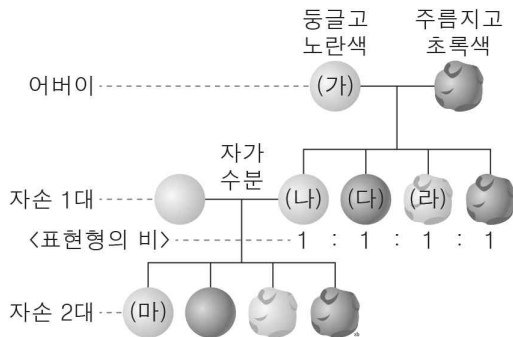 둥글고
노란색
주름지고
초록색
어버이
(가)
자가
수분
자손 1대
(나)
(다)
(라)
<표현형의 비>
1 : 1 : 1 : 1
자손 2대
(마)